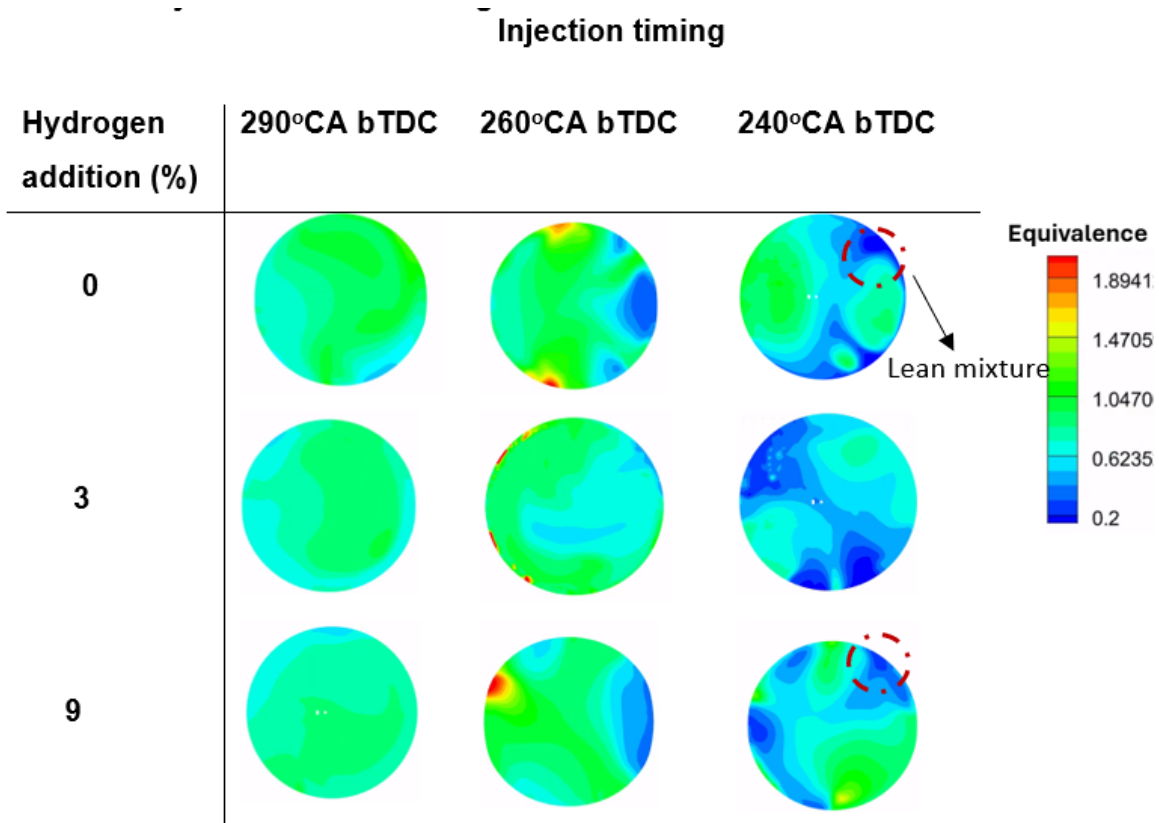 Injection timing
Hydrogen
addition (%)
290°CA bTDC
260°CA bTDC
240°CA bTDC
0
3
9
Lean mixture
Equivalence
1.8941
1.4705
1.0470
0.6235
0.2